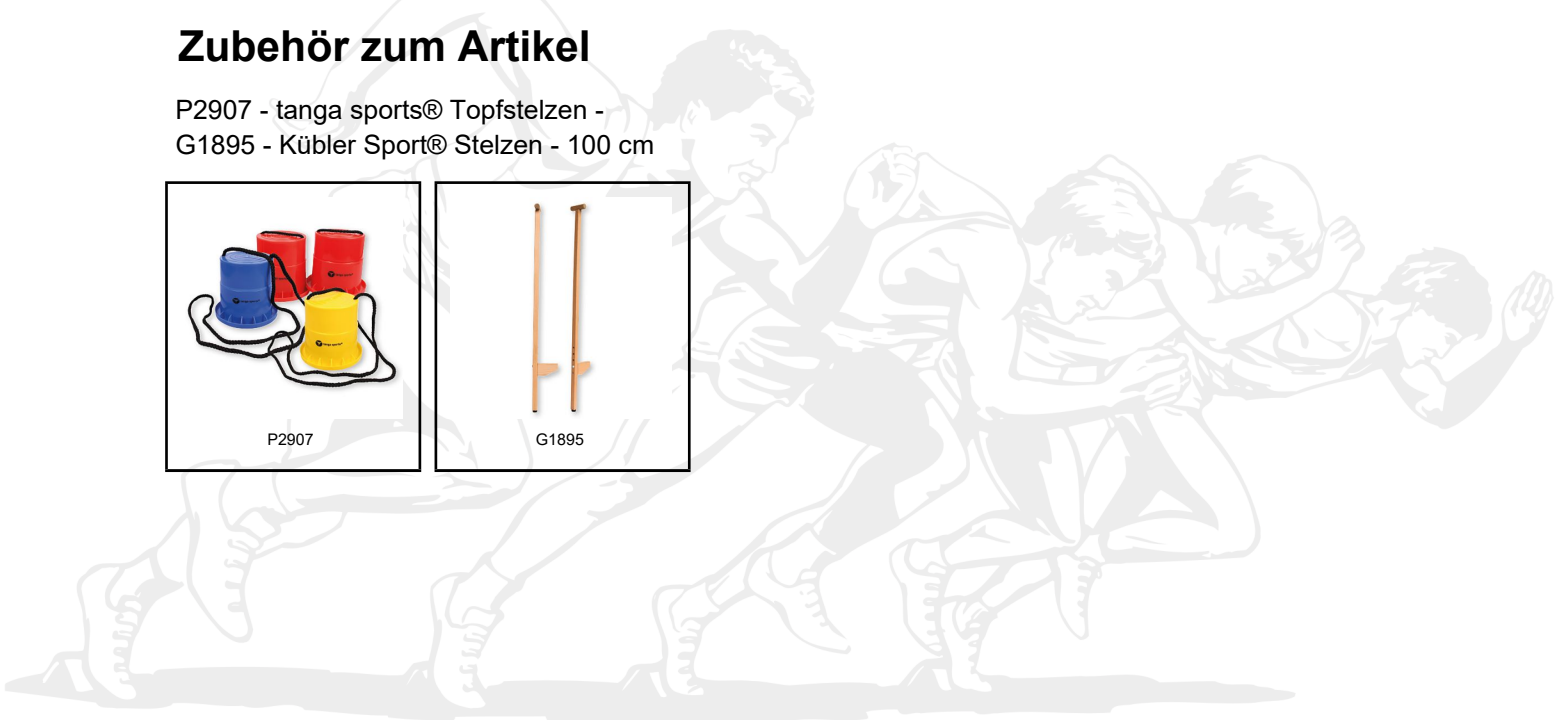 Zubehör zum Artikel
P2907 - tanga sports® Topfstelzen -
G1895 - Kübler Sport® Stelzen - 100 cm
P2907
G1895